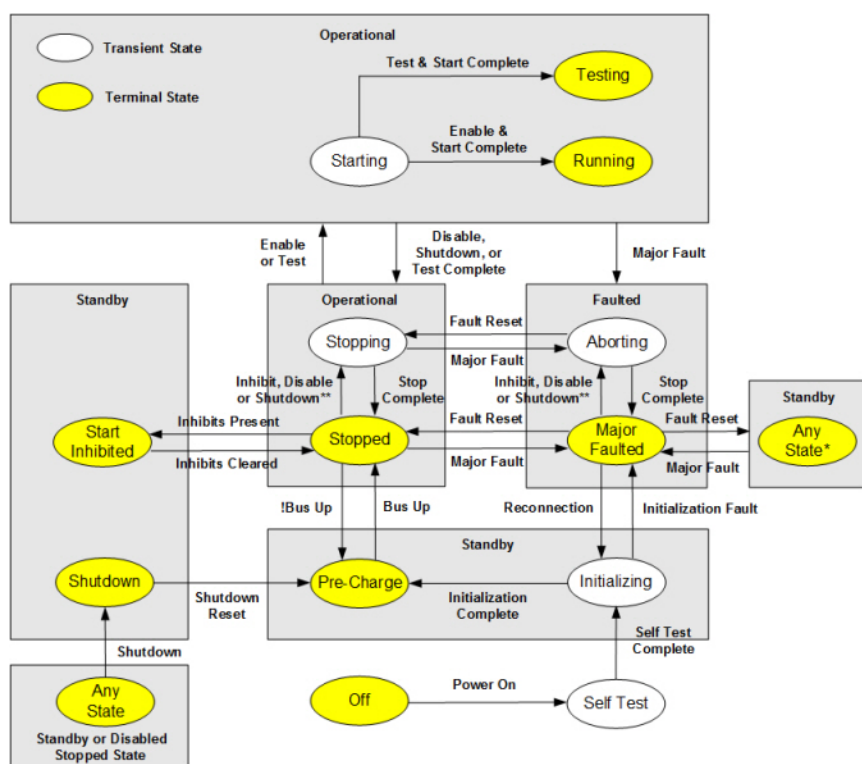 Operational
Transient State
Terminal State
Test & Start Complete
Testing
Starting
Enable &
Start Complete
Running
Enable
or Test
Disable,
Shutdown, or
Test Complete
Major Fault
Standby
Operational
Faulted
Stopping
Fault Reset
Major Fault
Aborting
Inhibit, Disable
or Shutdown**
Stop
Complete
Inhibit, Disable
or Shutdown**
Stop
Complete
Standby
Start
Inhibited
Inhibits Present
Inhibits Cleared
Stopped
Fault Reset
Major Fault
Major
Faulted
Fault Reset
Major Fault
Any
State*
!Bus Up
Bus Up
Reconnection
Initialization Fault
Standby
Shutdown
Shutdown
Reset
Pre-Charge
Initialization
Complete
Initializing
Shutdown
Self Test
Complete
Any
State
Standby or Disabled
Stopped State
Off
Power On
Self Test